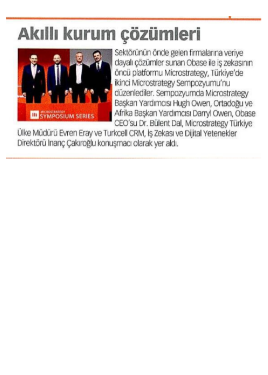 Akıllı kurum çözümleri
Sektörünün önde gelen firmalarına veriye
dayalı çözümler sunan Obase ile iş zekasının
öncü platformu Microstrategy, Türkiye'de
ikinci Microstrategy Sempozyumu'nu
düzenlediler. Sempozyumda Microstrategy
Başkan Yardımcısı Hugh Owen, Ortadoğu ve
Afrika Başkan Yardımcısı Darryl Owen, Obase
CEO'su Dr. Bülent Dal, Microstrategy Türkiye
Ülke Müdürü Evren Eray ve Turkcell CRM, İş Zekası ve Dijital Yetenekler
Direktörü İnanç Çakıroğlu konuşmacı olarak yer aldı.
SYMPOSIUM SERIES